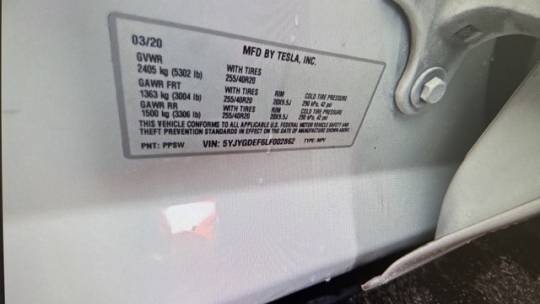 03/20
MFD BY TESLA, INC.
GVWR
2405 kg (5302 lb)
WITH TIRES
255/40R20
GAWR FRT
1363 kg (3004 lb)
WITH TIRES
255/40R20
RIM
20X9.5J
COLD TIRE PRESSURE
290 kPa, 42 psi
GAWR RR
1500 kg (3306 lb)
WITH TIRES
255/40R20
RIM
20X9.5J
COLD TIRE PRESSURE
290 kPa, 42 psi
THIS VEHICLE CONFORMS TO ALL APPLICABLE U.S. FEDERAL MOTOR VEHICLE SAFETY AND
THEFT PREVENTION STANDARDS IN EFFECT ON THE DATE OF MANUFACTURE SHOWN ABOVE.
PNT: PPSW VIN: 5YJYGDEF6LF002862 TYPE: MPV